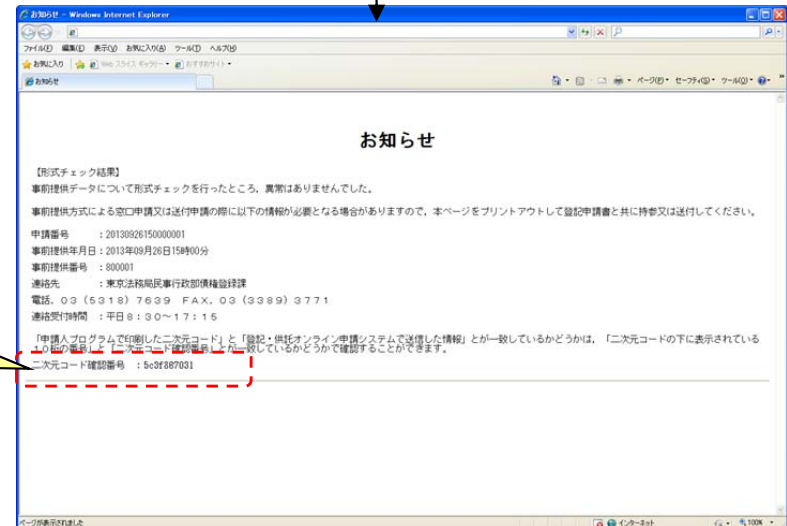 お知らせ - Windows Internet Explorer
ファイル(F) 編集(E) 表示(V) お気に入り(A) ツール(T) ヘルプ(H)
お気に入り Web スライス ギャラリー おすすめサイト
お知らせ ページ(P) セーフティ(S) ツール(O)
お知らせ
【形式チェック結果】
事前提供データについて形式チェックを行ったところ、異常はありませんでした。
事前提供方式による窓口申請又は送付申請の際に以下の情報が必要となる場合がありますので、本ページをプリントアウトして登記申請書と共に持参又は送付してください。
申請番号 ：20130926150000001
事前提供年月日：2013年09月26日15時00分
事前提供番号 ：800001
連絡先 ：東京法務局民事行政部債権登録課
電話．０３（５３１８）７６３９ ＦＡＸ．０３（３３８９）３７７１
連絡受付時間 ：平日８：３０～１７：１５
「申請人プログラムで印刷した二次元コード」と「登記・供託オンライン申請システムで送信した情報」とが一致しているかどうかは、「二次元コードの下に表示されている
１０桁の番号」と「二次元コード確認番号」とが一致しているかどうかで確認することができます。
二次元コード確認番号 ：5c3f867031
ページが表示されました インターネット 100%